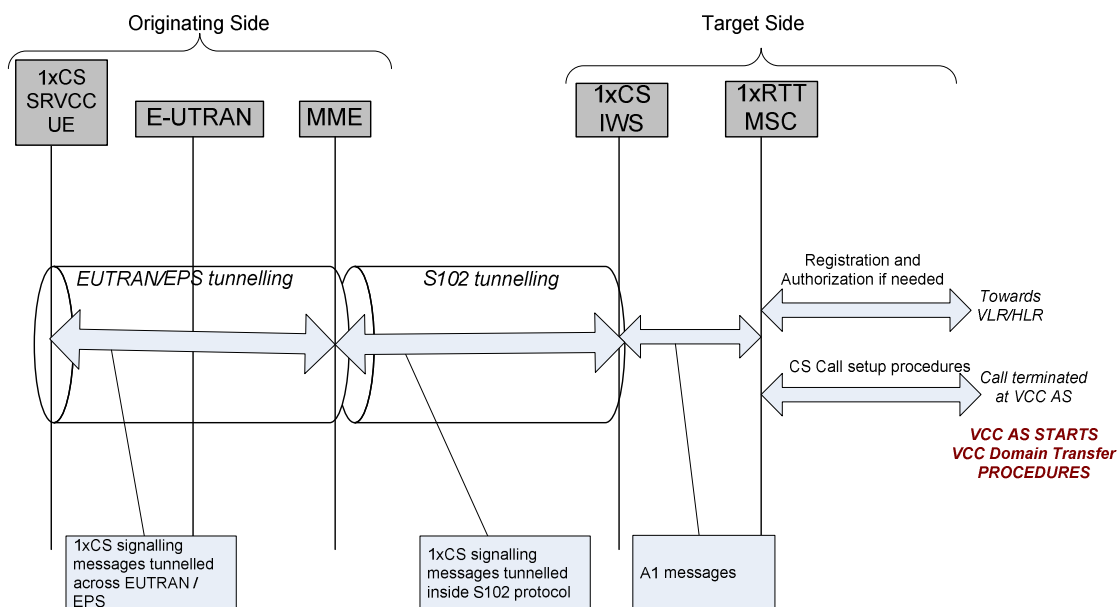 Originating Side
Target Side
1xCS
SRVCC
UE
E-UTRAN
MME
1xCS
IWS
1xRTT
MSC
EUTRAN/EPS tunnelling
S102 tunnelling
Registration and
Authorization if needed
Towards
VLR/HLR
CS Call setup procedures
Call terminated
at VCC AS
VCC AS STARTS
VCC Domain Transfer
PROCEDURES
1xCS signalling
messages tunnelled
across EUTRAN /
EPS
1xCS signalling
messages tunnelled
inside S102 protocol
A1 messages